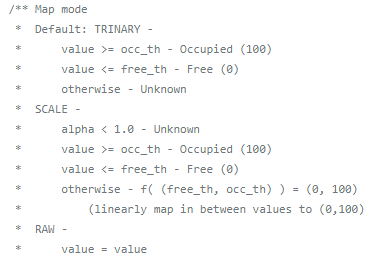 /** Map mode
 *  Default: TRINARY -
 *      value >= occ_th - Occupied (100)
 *      value <= free_th - Free (0)
 *      otherwise - Unknown
 *  SCALE -
 *      alpha < 1.0 - Unknown
 *      value >= occ_th - Occupied (100)
 *      value <= free_th - Free (0)
 *      otherwise - f( (free_th, occ_th) ) = (0, 100)
 *          (linearly map in between values to (0,100)
 *  RAW -
 *      value = value